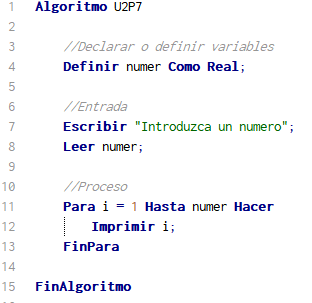 1 Algoritmo U2P7
2
3 //Declarar o definir variables
4 Definir numer Como Real;
5
6 //Entrada
7 Escribir "Introduzca un numero";
8 Leer numer;
9
10 //Proceso
11 Para i = 1 Hasta numer Hacer
12 Imprimir i;
13 FinPara
14
15 FinAlgoritmo